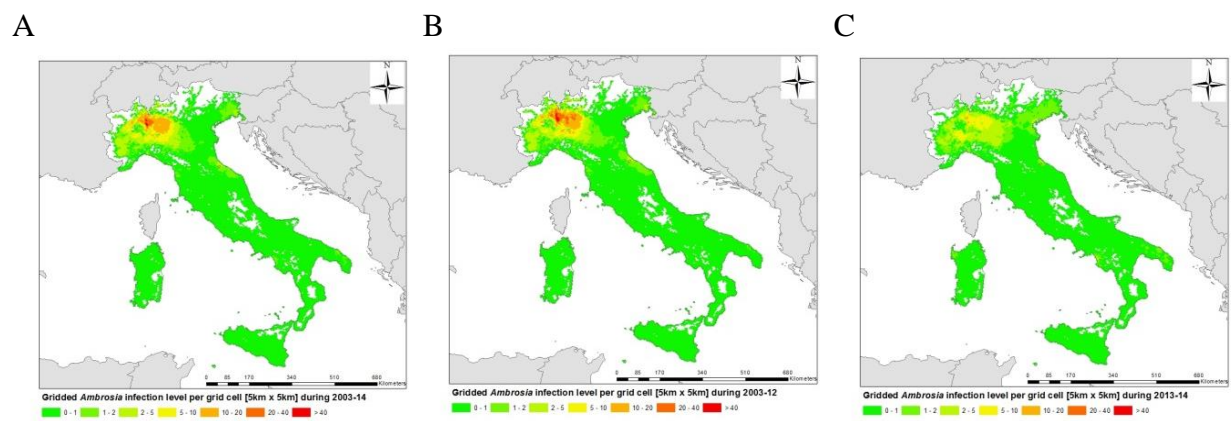 A
B
C
N
N
N
0 85 170 340 510 680
Kilometers
0 85 170 340 510 680
Kilometers
0 85 170 340 510 680
Kilometers
Gridded Ambrosia infection level per grid cell [5km x 5km] during 2003-14
0 - 1 1 - 2 2 - 5 5 - 10 10 - 20 20 - 40 > 40
Gridded Ambrosia infection level per grid cell [5km x 5km] during 2003-12
0 - 1 1 - 2 2 - 5 5 - 10 10 - 20 20 - 40 > 40
Gridded Ambrosia infection level per grid cell [5km x 5km] during 2013-14
0 - 1 1 - 2 2 - 5 5 - 10 10 - 20 20 - 40 > 40